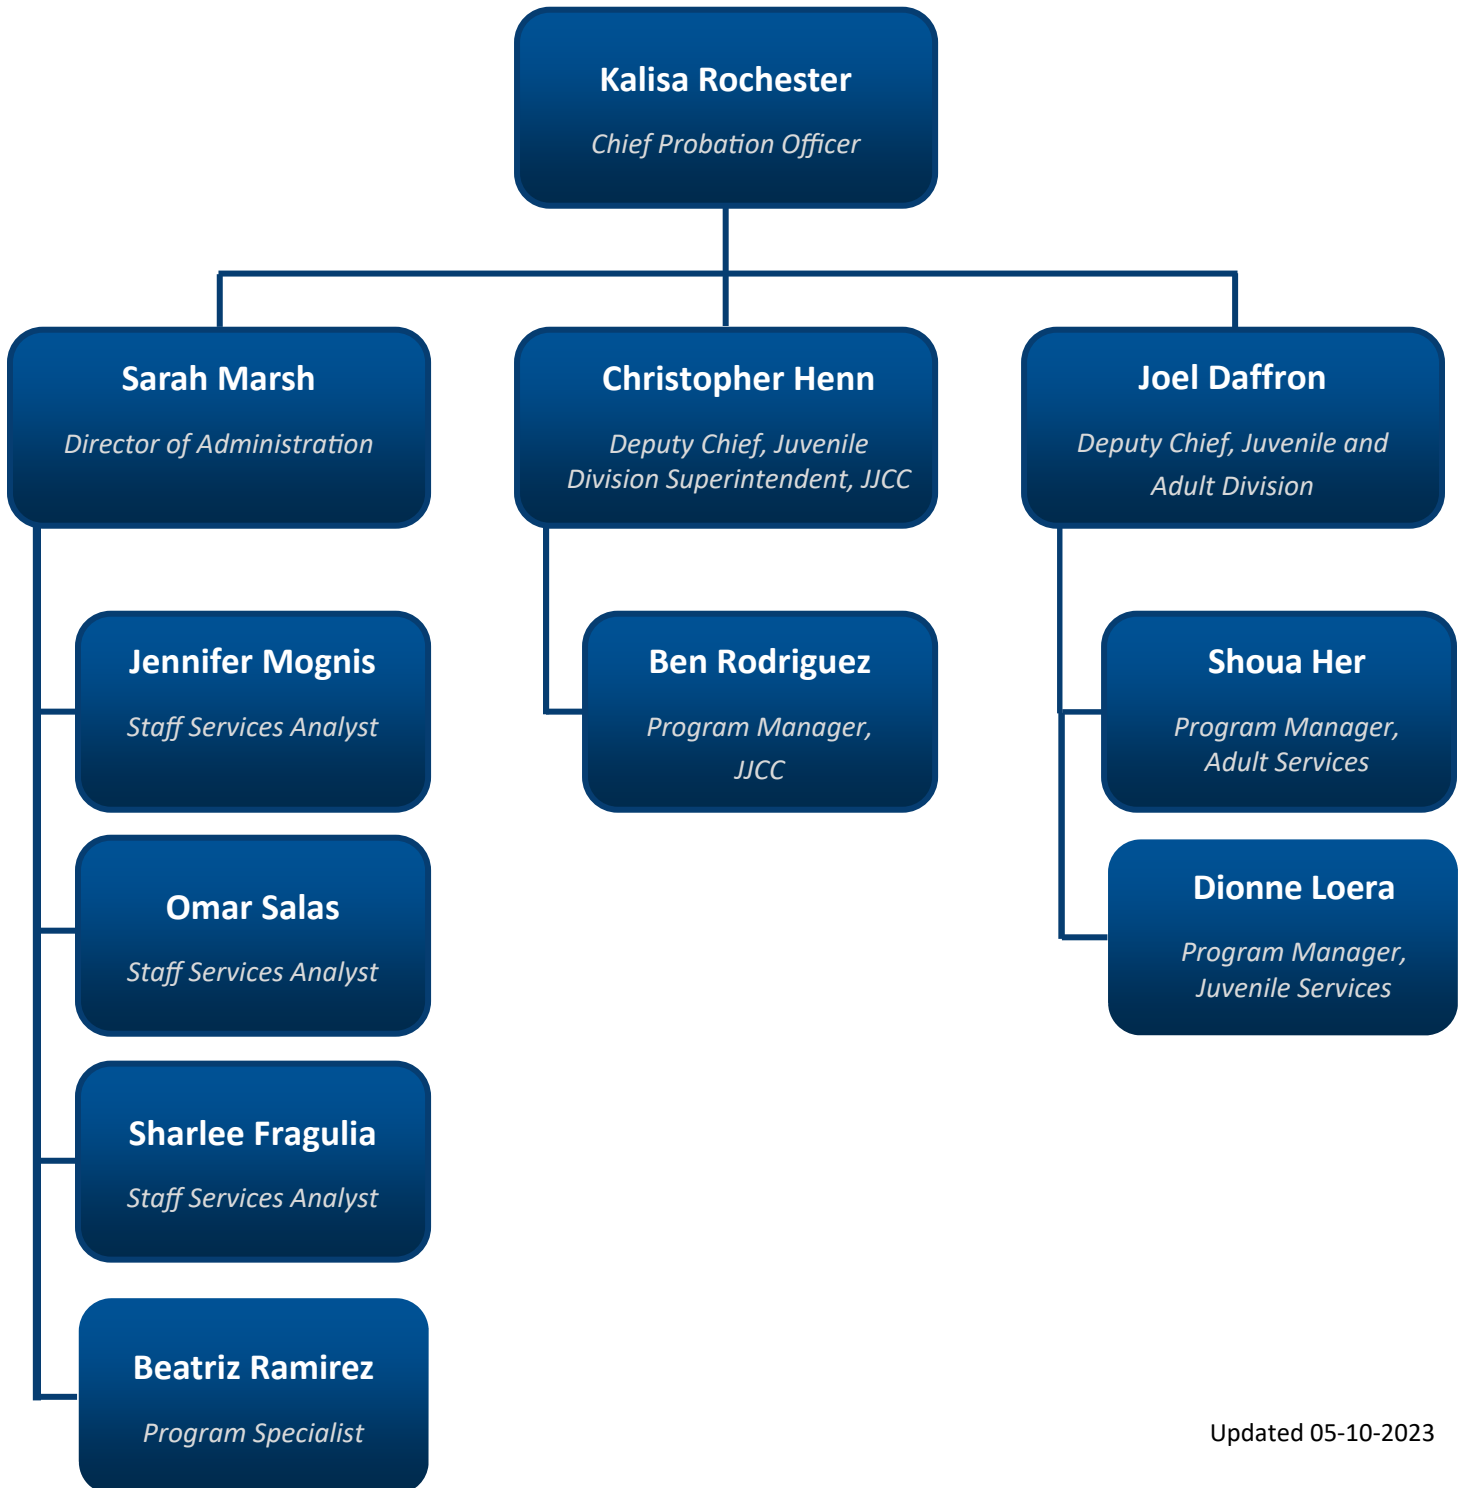 Kalisa Rochester
Chief Probation Officer
Sarah Marsh
Director of Administration
Christopher Henn
Deputy Chief, Juvenile
Division Superintendent, JJCC
Joel Daffron
Deputy Chief, Juvenile and
Adult Division
Jennifer Mognis
Staff Services Analyst
Ben Rodriguez
Program Manager,
JJCC
Shoua Her
Program Manager,
Adult Services
Omar Salas
Staff Services Analyst
Dionne Loera
Program Manager,
Juvenile Services
Sharlee Fragulia
Staff Services Analyst
Beatriz Ramirez
Program Specialist
Updated 05-10-2023